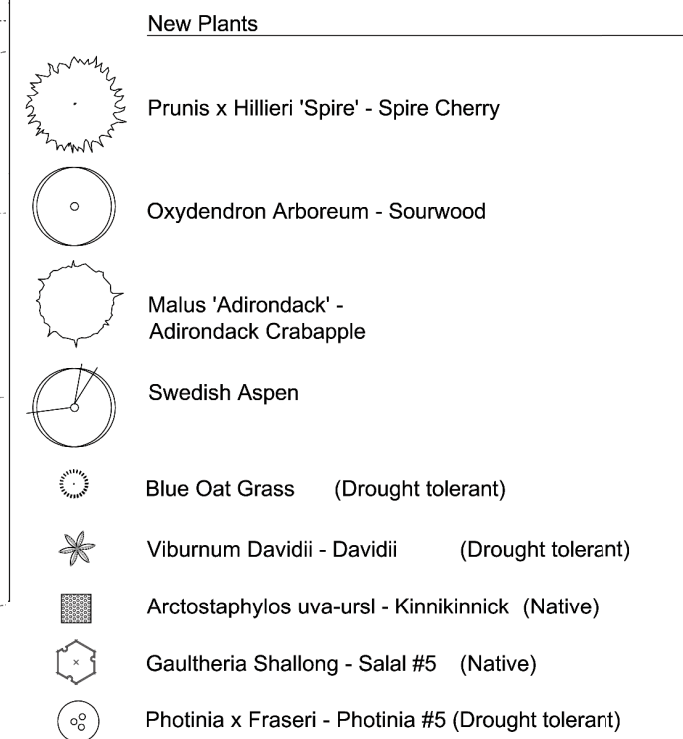 New Plants
Prunis x Hillieri 'Spire' - Spire Cherry
Oxydendron Arboreum - Sourwood
Malus 'Adirondack' -
Adirondack Crabapple
Swedish Aspen
Blue Oat Grass (Drought tolerant)
Viburnum Davidii - Davidii (Drought tolerant)
Arctostaphylos uva-ursl - Kinnikinnick (Native)
Gaultheria Shallong - Salal #5 (Native)
Photinia x Fraseri - Photinia #5 (Drought tolerant)